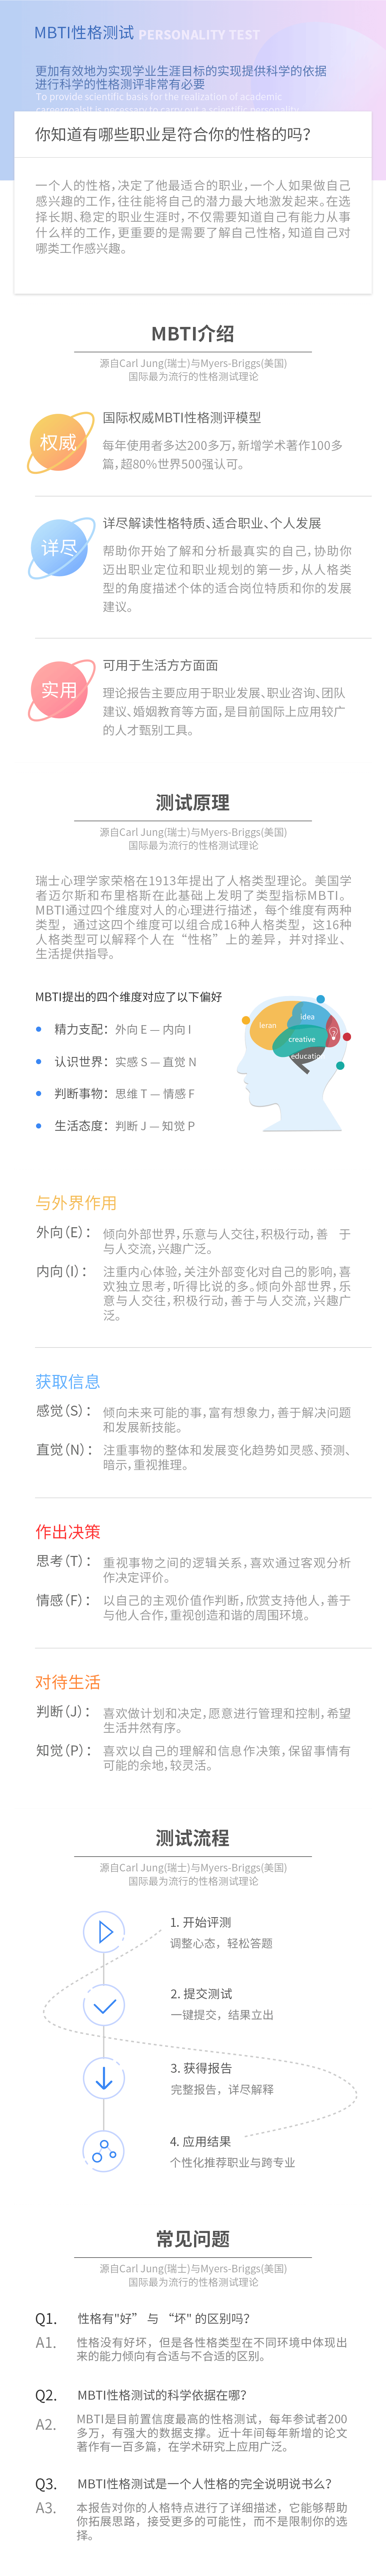 MBTI性格测试 PERSONALITY TEST
更加有效地为实现学业生涯目标的实现提供科学的依据
进行科学的性格测评非常有必要
To provide scientific basis for the realization of academic
你知道有哪些职业是符合你的性格的吗?
一个人的性格,决定了他最适合的职业,一个人如果做自己
感兴趣的工作,往往能将自己的潜力最大地激发起来。在选
择长期、稳定的职业生涯时,不仅需要知道自己有能力从事
什么样的工作,更重要的是需要了解自己性格,知道自己对
哪类工作感兴趣。
MBTI介绍
源自Carl Jung(瑞士)与Myers-Briggs(美国)
国际最为流行的性格测试理论
权威
国际权威MBTI性格测评模型
每年使用者多达200多万,新增学术著作100多
篇,超80%世界500强认可。
详尽
详尽解读性格特质、适合职业、个人发展
帮助你开始了解和分析最真实的自己,协助你
迈出职业定位和职业规划的第一步,从人格类
型的角度描述个体的适合岗位特质和你的发展
建议。
实用
可用于生活方方面面
理论报告主要应用于职业发展、职业咨询、团队
建议、婚姻教育等方面,是目前国际上应用较广
的人才甄别工具。
测试原理
源自Carl Jung(瑞士)与Myers-Briggs(美国)
国际最为流行的性格测试理论
瑞士心理学家荣格在1913年提出了人格类型理论。美国学
者迈尔斯和布里格斯在此基础上发明了类型指标MBTI。
MBTI通过四个维度对人的心理进行描述，每个维度有两种
类型，通过这四个维度可以组合成16种人格类型，这16种
人格类型可以解释个人在“性格”上的差异，并对择业、
生活提供指导。
MBTI提出的四个维度对应了以下偏好
精力支配：外向 E — 内向 I
认识世界：实感 S — 直觉 N
判断事物：思维 T — 情感 F
生活态度：判断 J — 知觉 P
idea
leran
creative
educatio
与外界作用
外向(E)： 倾向外部世界,乐意与人交往,积极行动,善 于
与人交流,兴趣广泛。
内向(I)： 注重内心体验,关注外部变化对自己的影响,喜
欢独立思考,听得比说的多。倾向外部世界,乐
意与人交往,积极行动,善于与人交流,兴趣广
泛。
获取信息
感觉(S)： 倾向未来可能的事,富有想象力,善于解决问题
和发展新技能。
直觉(N)： 注重事物的整体和发展变化趋势如灵感、预测、
暗示,重视推理。
作出决策
思考(T)： 重视事物之间的逻辑关系,喜欢通过客观分析
作决定评价。
情感(F)： 以自己的主观价值作判断,欣赏支持他人,善于
与他人合作,重视创造和谐的周围环境。
对待生活
判断(J)： 喜欢做计划和决定,愿意进行管理和控制,希望
生活井然有序。
知觉(P)： 喜欢以自己的理解和信息作决策,保留事情有
可能的余地,较灵活。
测试流程
源自Carl Jung(瑞士)与Myers-Briggs(美国)
国际最为流行的性格测试理论
1. 开始评测
调整心态，轻松答题
2. 提交测试
一键提交，结果立出
3. 获得报告
完整报告，详尽解释
4. 应用结果
个性化推荐职业与跨专业
常见问题
源自Carl Jung(瑞士)与Myers-Briggs(美国)
国际最为流行的性格测试理论
Q1. 性格有"好” 与 “坏" 的区别吗?
A1. 性格没有好坏，但是各性格类型在不同环境中体现出
来的能力倾向有合适与不合适的区别。
Q2. MBTI性格测试的科学依据在哪?
A2. MBTI是目前置信度最高的性格测试，每年参试者200
多万，有强大的数据支撑。近十年间每年新增的论文
著作有一百多篇，在学术研究上应用广泛。
Q3. MBTI性格测试是一个人性格的完全说明说书么?
A3. 本报告对你的人格特点进行了详细描述，它能够帮助
你拓展思路，接受更多的可能性，而不是限制你的选
择。